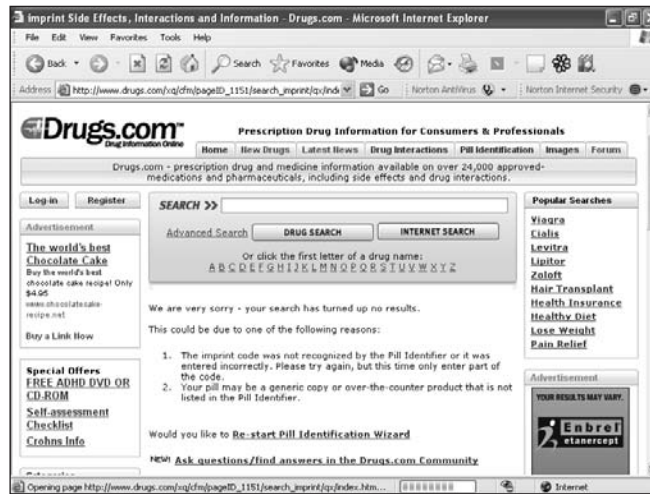 imprint Side Effects, Interactions and Information - Drugs.com - Microsoft Internet Explorer
File Edit View Favorites Tools Help
Back Search Favorites Media
Address http://www.drugs.com/xq/cfm/pageID_1151/search_imprint/qx/inde Go Norton AntiVirus Norton Internet Security
Drugs.com™
Drug Information Online
Prescription Drug Information for Consumers & Professionals
Home New Drugs Latest News Drug Interactions Pill Identification Images Forum
Drugs.com - prescription drug and medicine information available on over 24,000 approved-
medications and pharmaceuticals, including side effects and drug interactions.
Log-in Register
Advertisement
The world's best
Chocolate Cake
Buy the world's best
chocolate cake recipe! Only
$4.95
www.chocolatecake-
recipe.net
Buy a Link Now
Special Offers
FREE ADHD DVD OR
CD-ROM
Self-assessment
Checklist
Crohns Info
Categories
SEARCH >>
Advanced Search DRUG SEARCH INTERNET SEARCH
Or click the first letter of a drug name:
A B C D E F G H I J K L M N O P Q R S T U V W X Y Z
We are very sorry - your search has turned up no results.
This could be due to one of the following reasons:
1. The imprint code was not recognized by the Pill Identifier or it was
entered incorrectly. Please try again, but this time only enter part of
the code.
2. Your pill may be a generic copy or over-the-counter product that is not
listed in the Pill Identifier.
Would you like to Re-start Pill Identification Wizard
NEW! Ask questions/find answers in the Drugs.com Community
Popular Searches
Viagra
Cialis
Levitra
Lipitor
Zoloft
Hair Transplant
Health Insurance
Healthy Diet
Lose Weight
Pain Relief
Advertisement
YOUR RESULTS MAY VARY.
Enbrel
etanercept
Opening page http://www.drugs.com/xq/cfm/pageID_1151/search_imprint/qx/index.htm... Internet